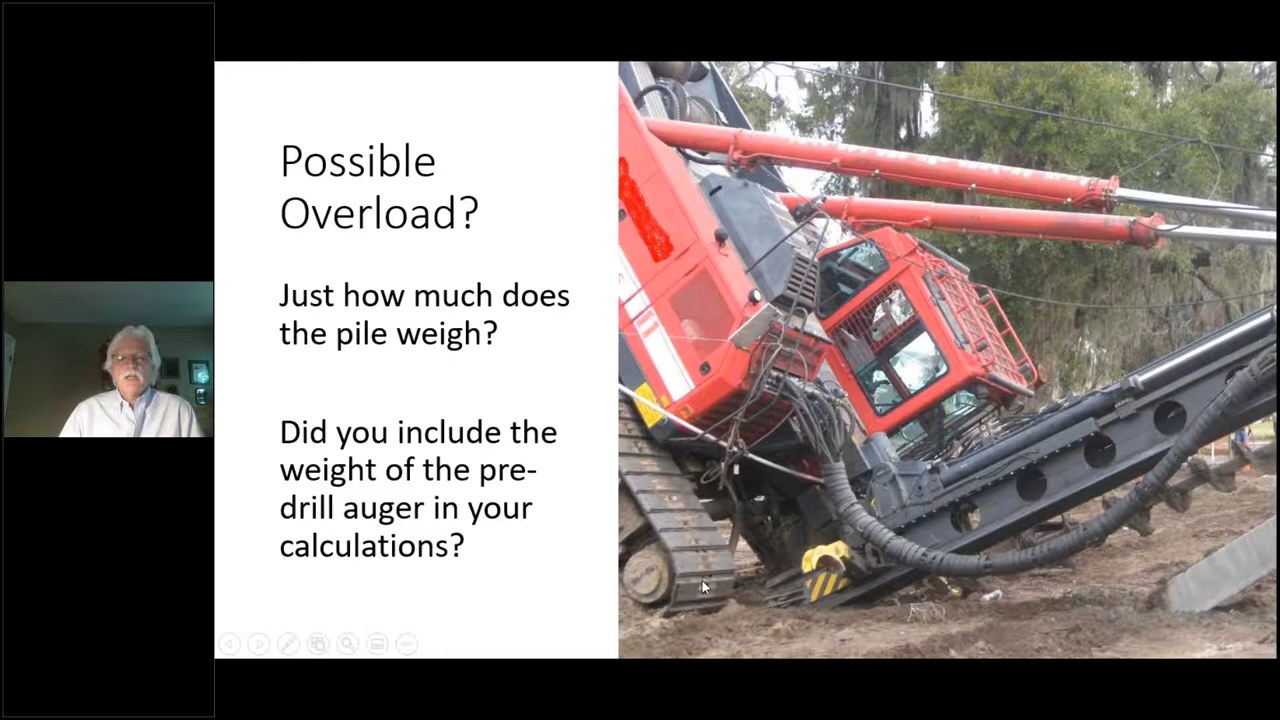 Possible
Overload?
Just how much does
the pile weigh?
Did you include the
weight of the pre-
drill auger in your
calculations?